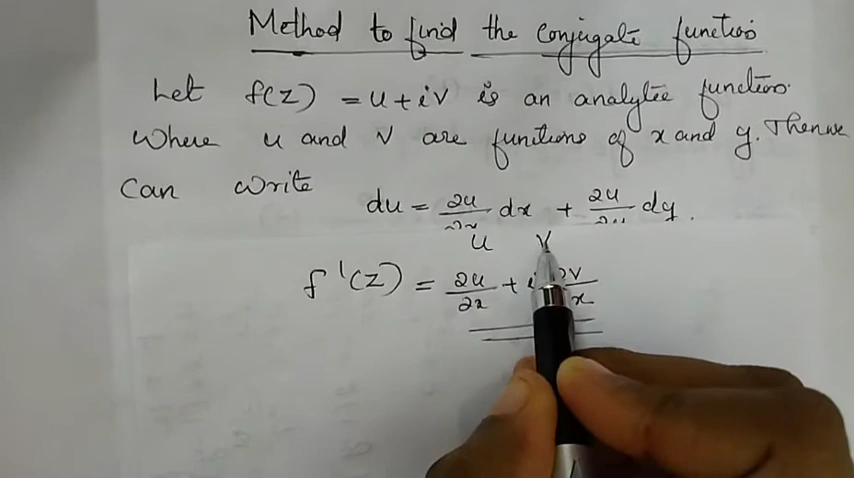 Method to find the Conjugate function
Let f(z) = u + iv is an analytic function.
Where u and v are functions of x and y. Then we
Can write
du = ∂u/∂x dx + ∂u/∂y dy.
u v
f'(z) = ∂u/∂x + i ∂v/∂x